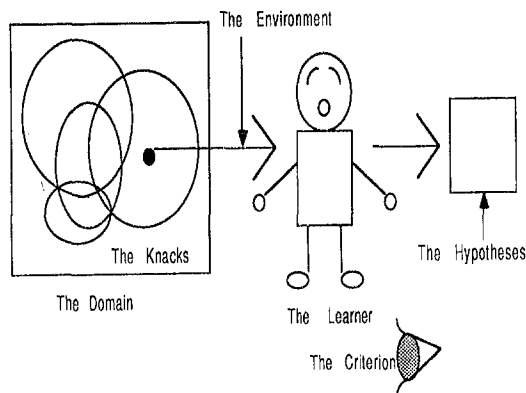 The Environment
The Knacks
The Hypotheses
The Domain
The Learner
The Criterion